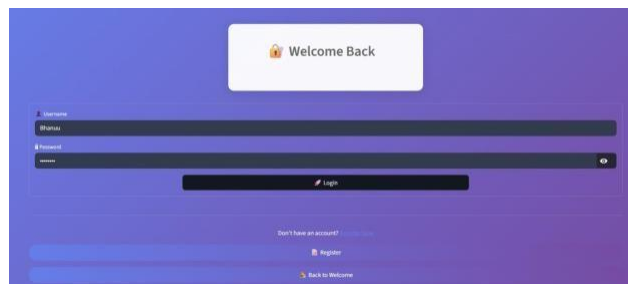 🔐 Welcome Back
👤 Username
Bhanuu
🔒 Password
••••••••
🚀 Login
Don't have an account?
📝 Register
🏠 Back to Welcome